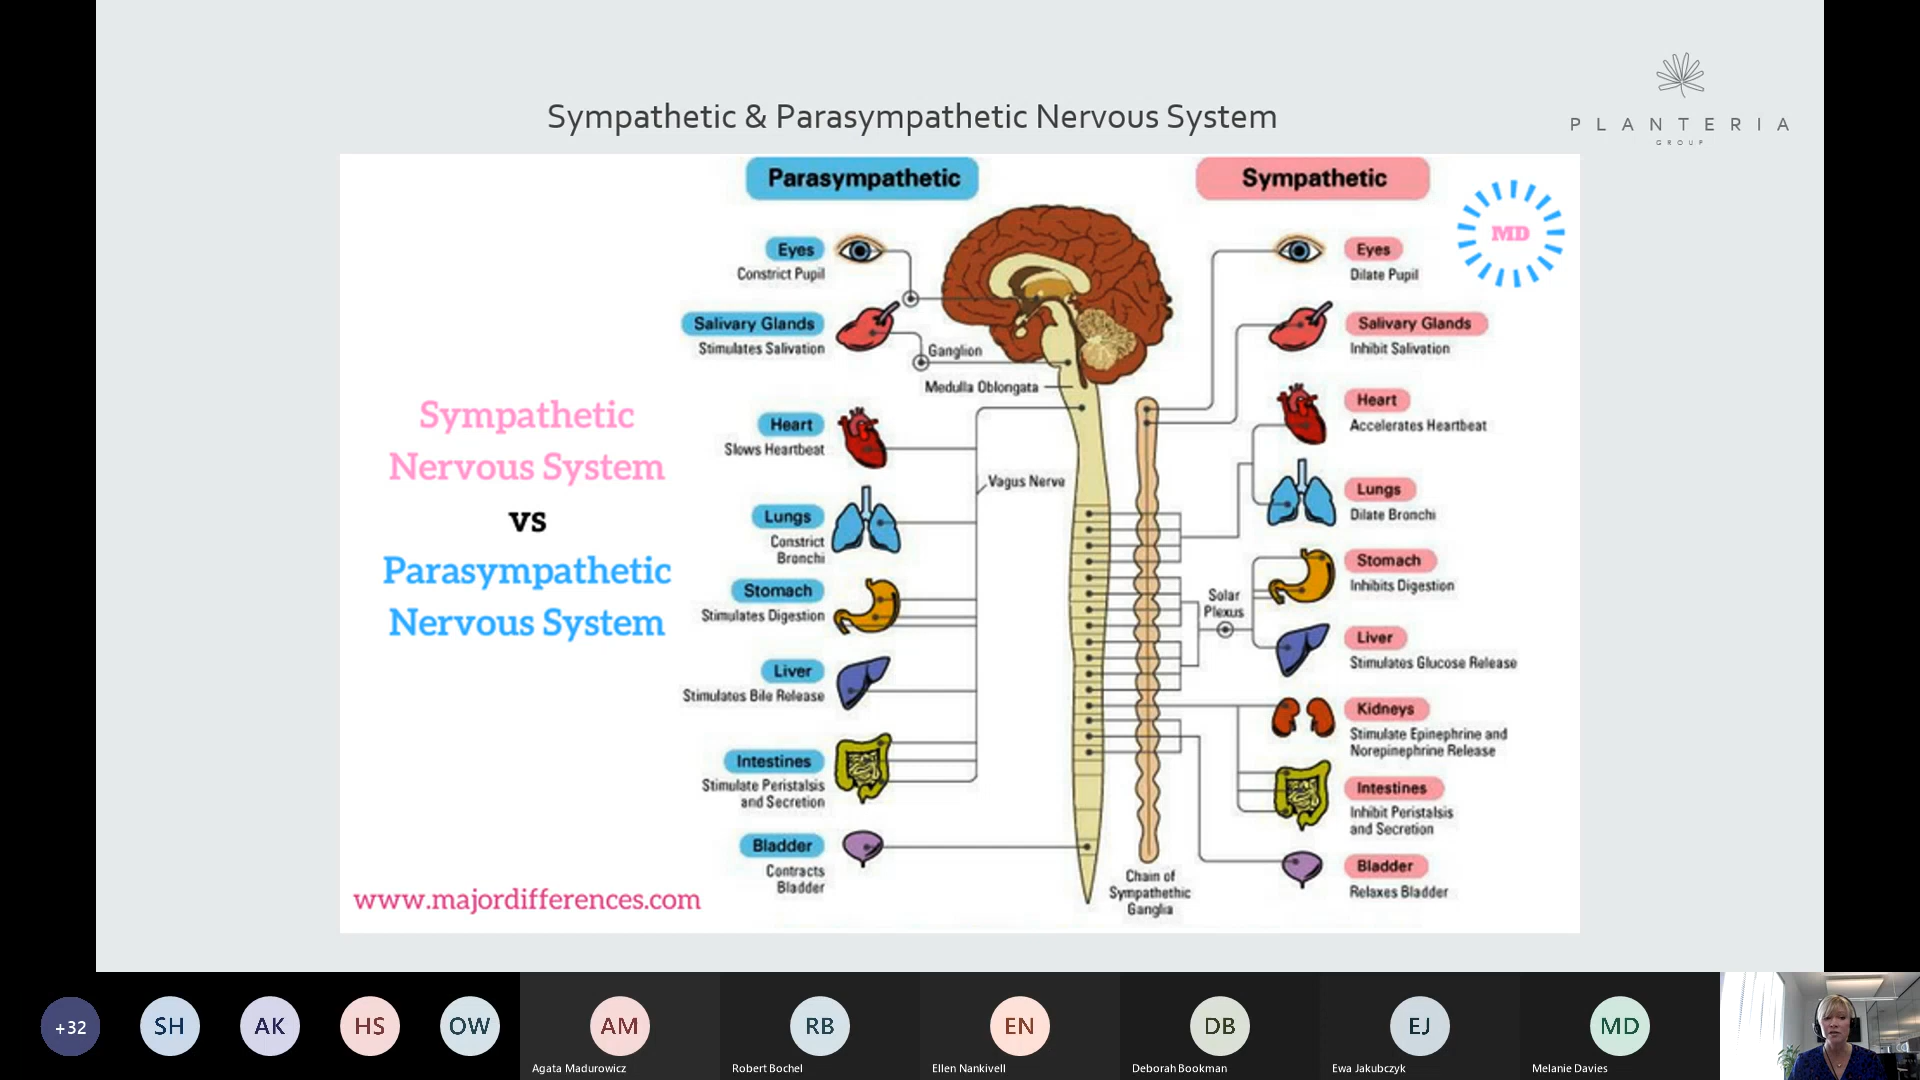 Sympathetic & Parasympathetic Nervous System
PLANTERIA
GROUP
Parasympathetic
Sympathetic
MD
Sympathetic
Nervous System
vs
Parasympathetic
Nervous System
www.majordifferences.com
Eyes
Constrict Pupil
Salivary Glands
Stimulates Salivation
Heart
Slows Heartbeat
Lungs
Constrict
Bronchi
Stomach
Stimulates Digestion
Liver
Stimulates Bile Release
Intestines
Stimulate Peristalsis
and Secretion
Bladder
Contracts
Bladder
Ganglion
Medulla Oblongata
Vagus Nerve
Solar
Plexus
Chain of
Sympathethic
Ganglia
Eyes
Dilate Pupil
Salivary Glands
Inhibit Salivation
Heart
Accelerates Heartbeat
Lungs
Dilate Bronchi
Stomach
Inhibits Digestion
Liver
Stimulates Glucose Release
Kidneys
Stimulate Epinephrine and
Norepinephrine Release
Intestines
Inhibit Peristalsis
and Secretion
Bladder
Relaxes Bladder
+32
SH
AK
HS
OW
AM
Agata Madurowicz
RB
Robert Bochel
EN
Ellen Nankivell
DB
Deborah Bookman
EJ
Ewa Jakubczyk
MD
Melanie Davies